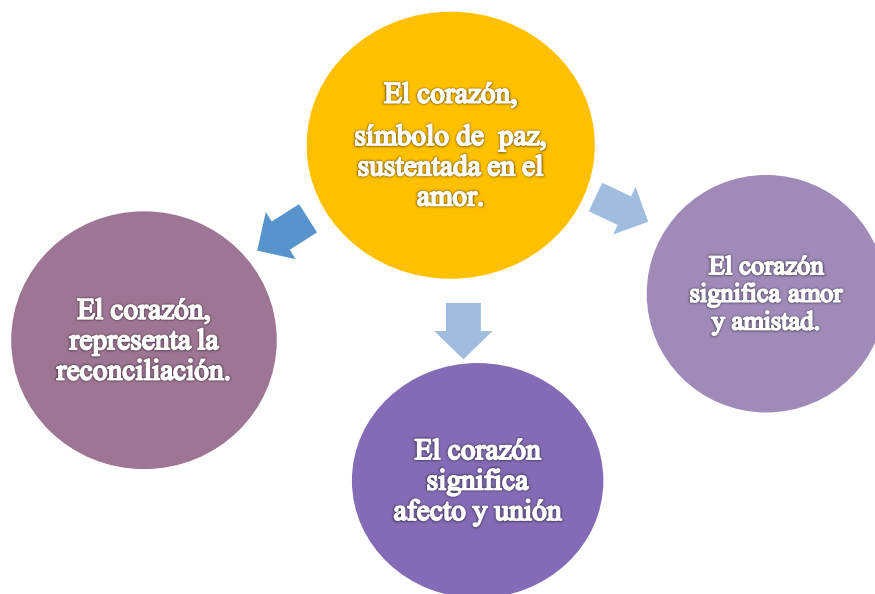 El corazón,
símbolo de paz,
sustentada en el
amor.
El corazón,
representa la
reconciliación.
El corazón
significa
afecto y unión
El corazón
significa amor
y amistad.